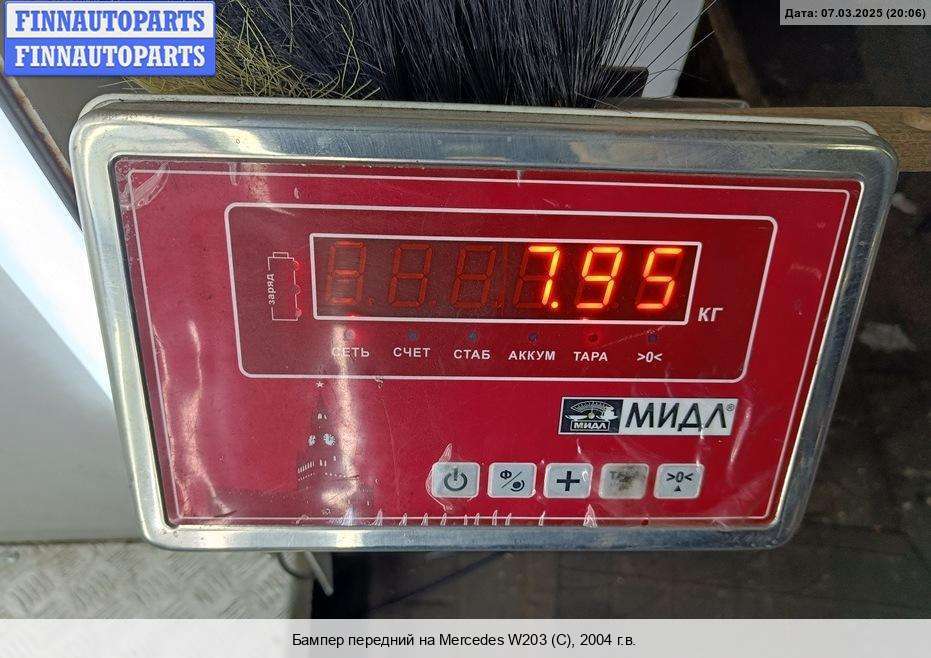 FINNAUTOPARTS
FINNAUTOPARTS
Дата: 07.03.2025 (20:06)
заряд
7.95
КГ
СЕТЬ СЧЕТ СТАБ АККУМ ТАРА >0<
МИДЛ
МИДЛ®
Ф
>0<
Бампер передний на Mercedes W203 (C), 2004 г.в.